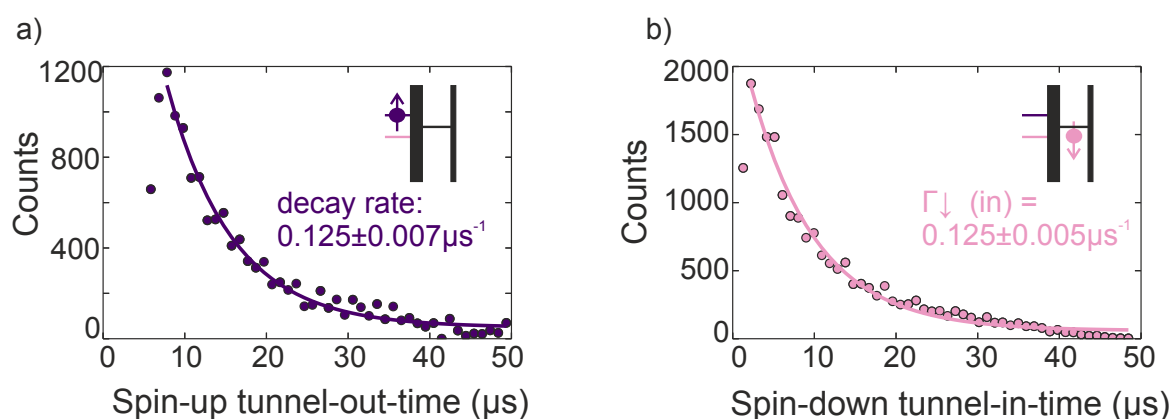 a)
1200
800
400
0
Counts
0
10
20
30
40
50
Spin-up tunnel-out-time (μs)
decay rate:
0.125±0.007μs⁻¹
b)
2000
1500
1000
500
0
Counts
0
10
20
30
40
50
Spin-down tunnel-in-time (μs)
Γ↓ (in) =
0.125±0.005μs⁻¹